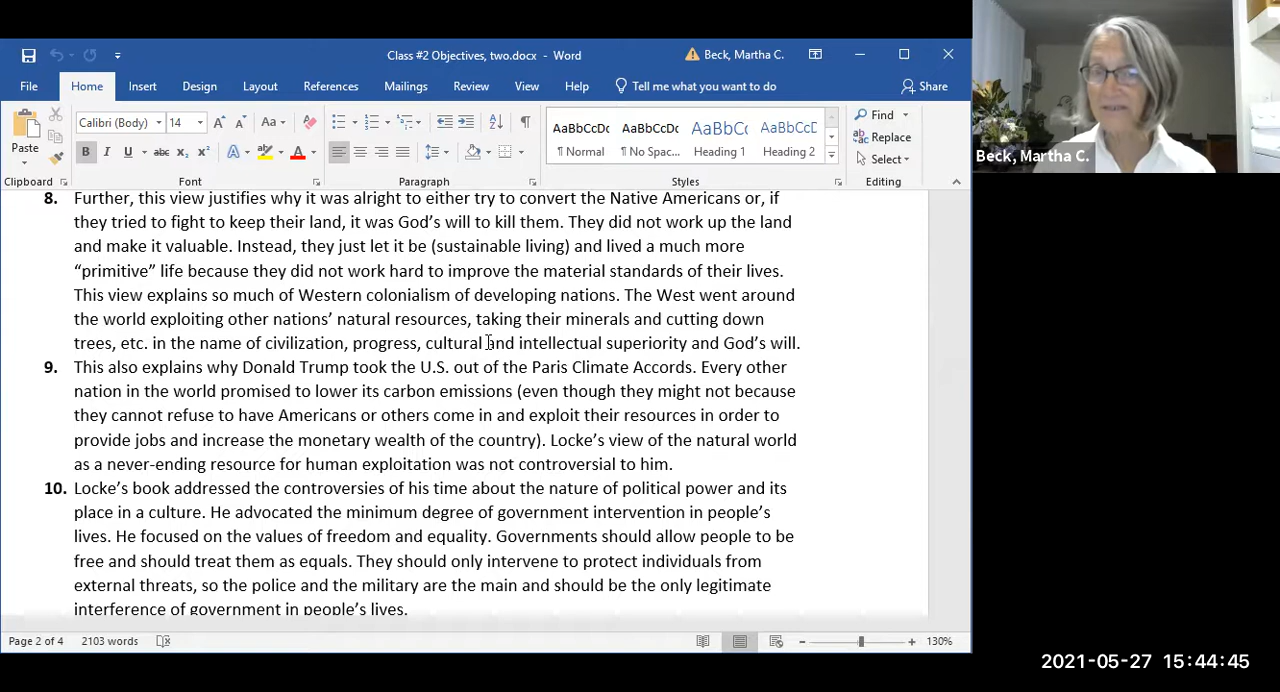 Class #2 Objectives, two.docx - Word
Beck, Martha C.
File Home Insert Design Layout References Mailings Review View Help Tell me what you want to do Share
Paste
Calibri (Body) 14
AaBbCcDc AaBbCcDc AaBbCc AaBbCcD
¶ Normal ¶ No Spac... Heading 1 Heading 2
Find
Replace
Select
Clipboard Font Paragraph Styles Editing
Beck, Martha C.
8. Further, this view justifies why it was alright to either try to convert the Native Americans or, if
they tried to fight to keep their land, it was God’s will to kill them. They did not work up the land
and make it valuable. Instead, they just let it be (sustainable living) and lived a much more
“primitive” life because they did not work hard to improve the material standards of their lives.
This view explains so much of Western colonialism of developing nations. The West went around
the world exploiting other nations’ natural resources, taking their minerals and cutting down
trees, etc. in the name of civilization, progress, cultural and intellectual superiority and God’s will.
9. This also explains why Donald Trump took the U.S. out of the Paris Climate Accords. Every other
nation in the world promised to lower its carbon emissions (even though they might not because
they cannot refuse to have Americans or others come in and exploit their resources in order to
provide jobs and increase the monetary wealth of the country). Locke’s view of the natural world
as a never-ending resource for human exploitation was not controversial to him.
10. Locke’s book addressed the controversies of his time about the nature of political power and its
place in a culture. He advocated the minimum degree of government intervention in people’s
lives. He focused on the values of freedom and equality. Governments should allow people to be
free and should treat them as equals. They should only intervene to protect individuals from
external threats, so the police and the military are the main and should be the only legitimate
interference of government in people’s lives.
Page 2 of 4 2103 words 130%
2021-05-27 15:44:45